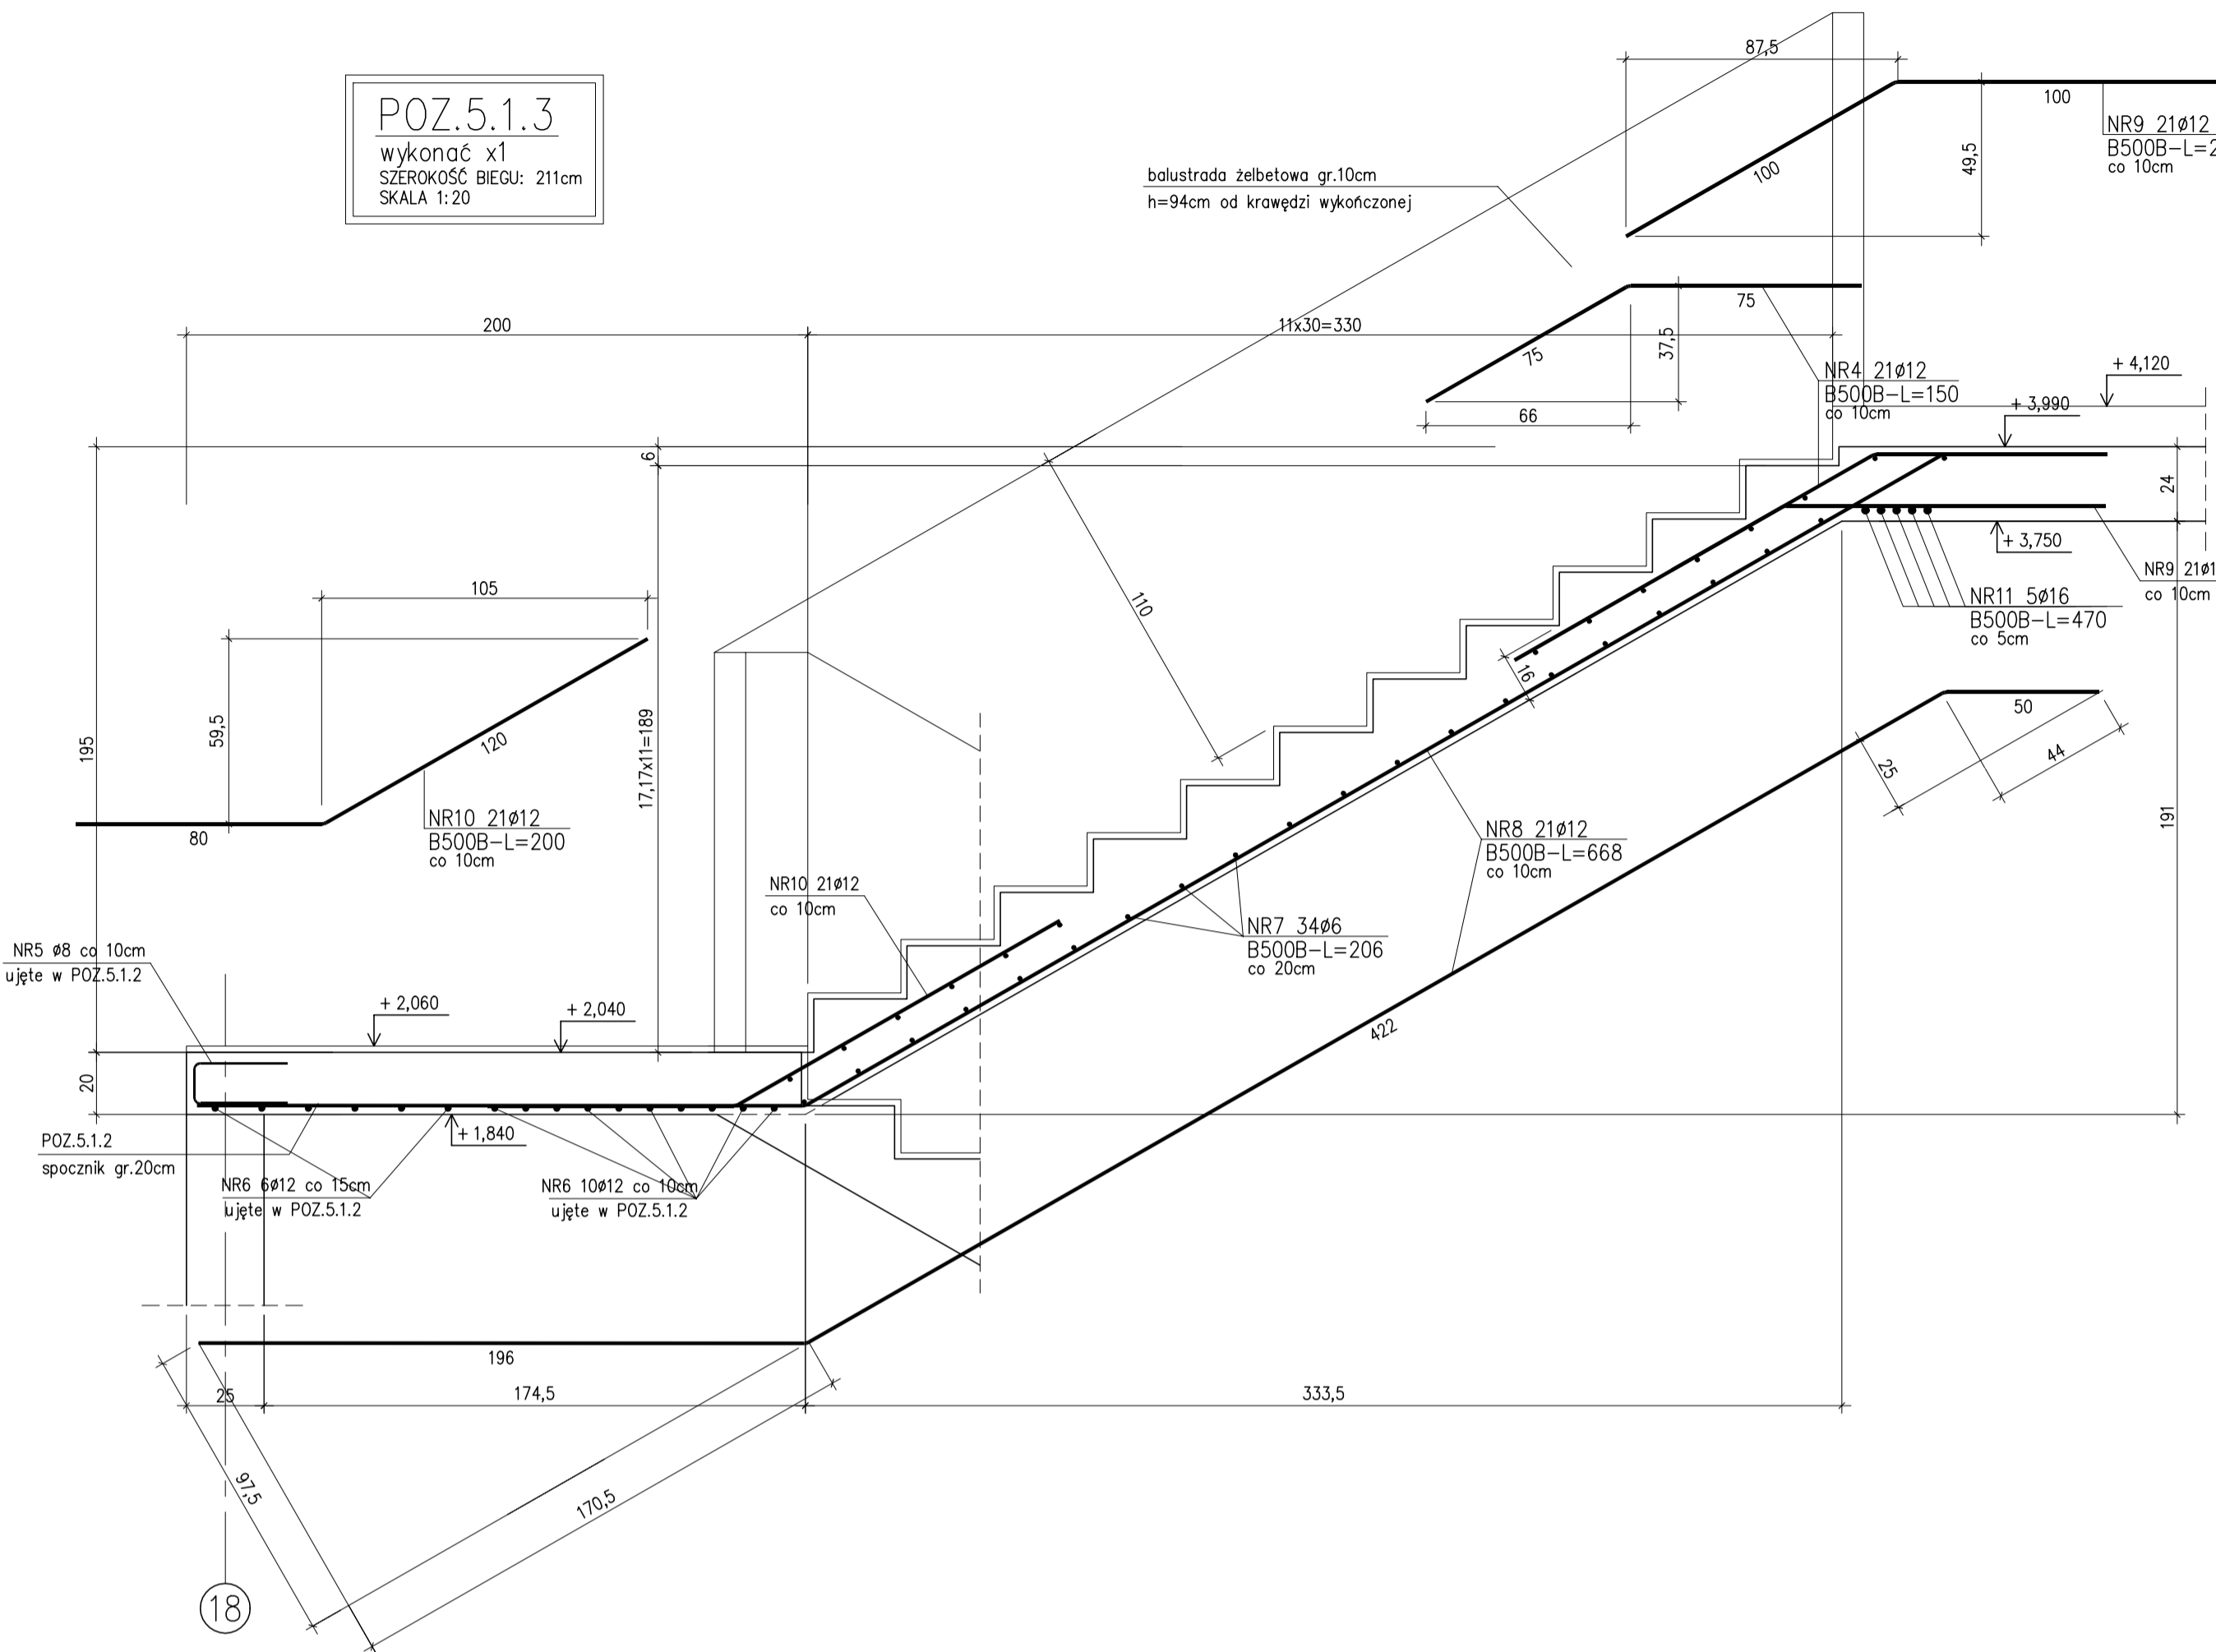 POZ.5.1.3
wykonać x1
SZEROKOŚĆ BIEGU: 211cm
SKALA 1:20
87,5
100
NR9 21ø12
B500B-L=2
co 10cm
49,5
100
balustrada żelbetowa gr.10cm
h=94cm od krawędzi wykończonej
75
37,5
75
66
200
11x30=330
NR4 21ø12
B500B-L=150
co 10cm
+ 4,120
+ 3,990
6
24
+ 3,750
NR9 21ø1
co 10cm
NR11 5ø16
B500B-L=470
co 5cm
105
59,5
120
80
NR10 21ø12
B500B-L=200
co 10cm
195
17,17x11=189
110
16
50
44
25
191
NR8 21ø12
B500B-L=668
co 10cm
NR10 21ø12
co 10cm
NR7 34ø6
B500B-L=206
co 20cm
NR5 ø8 co 10cm
ujęte w POZ.5.1.2
+ 2,060
+ 2,040
20
422
+ 1,840
POZ.5.1.2
spocznik gr.20cm
NR6 6ø12 co 15cm
ujęte w POZ.5.1.2
NR6 10ø12 co 10cm
ujęte w POZ.5.1.2
196
25
174,5
333,5
97,5
170,5
18